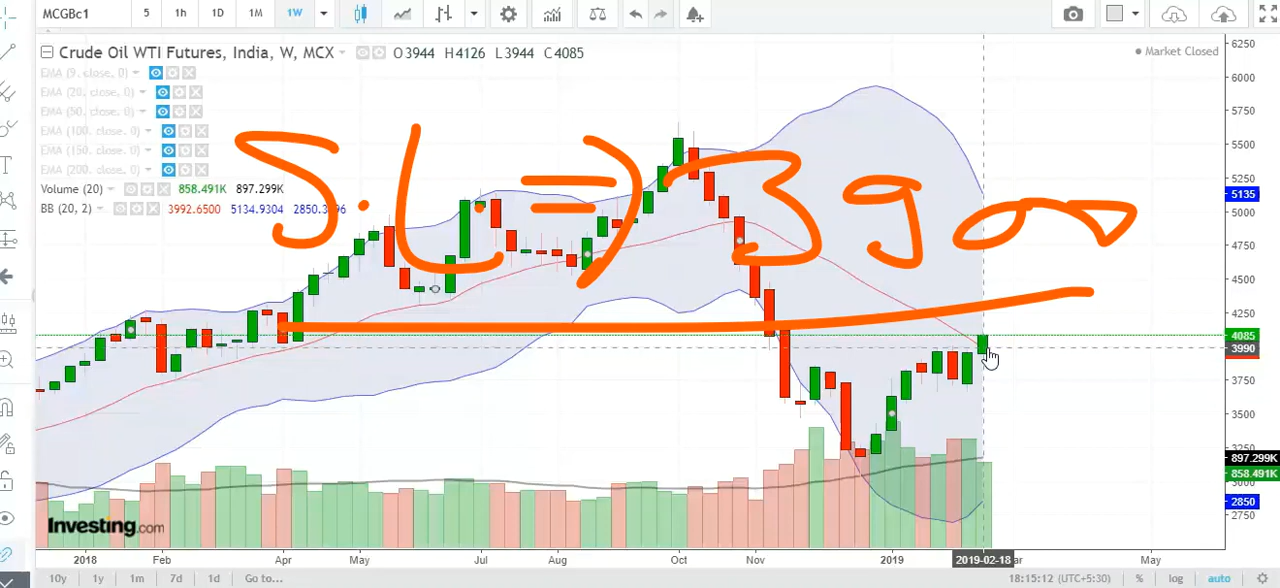 MCGBc1 5 1h 1D 1M 1W
Crude Oil WTI Futures, India, W, MCX O3944 H4126 L3944 C4085
Market Closed
EMA (9, close, 0)
EMA (20, close, 0)
EMA (50, close, 0)
EMA (100, close, 0)
EMA (150, close, 0)
EMA (200, close, 0)
Volume (20) 858.491K 897.299K
BB (20, 2) 3992.6500 5134.9304 2850.3696
S.L => 3900
6250
6000
5750
5500
5250
5135
5000
4750
4500
4250
4085
3990
3750
3500
3250
897.299K
858.491K
3000
2850
2750
Investing.com
2018 Feb Apr May Jul Aug Oct Nov 2019 2019-02-18 ar May
10y 1y 1m 7d 1d Go to... 18:15:12 (UTC+5:30) % log auto